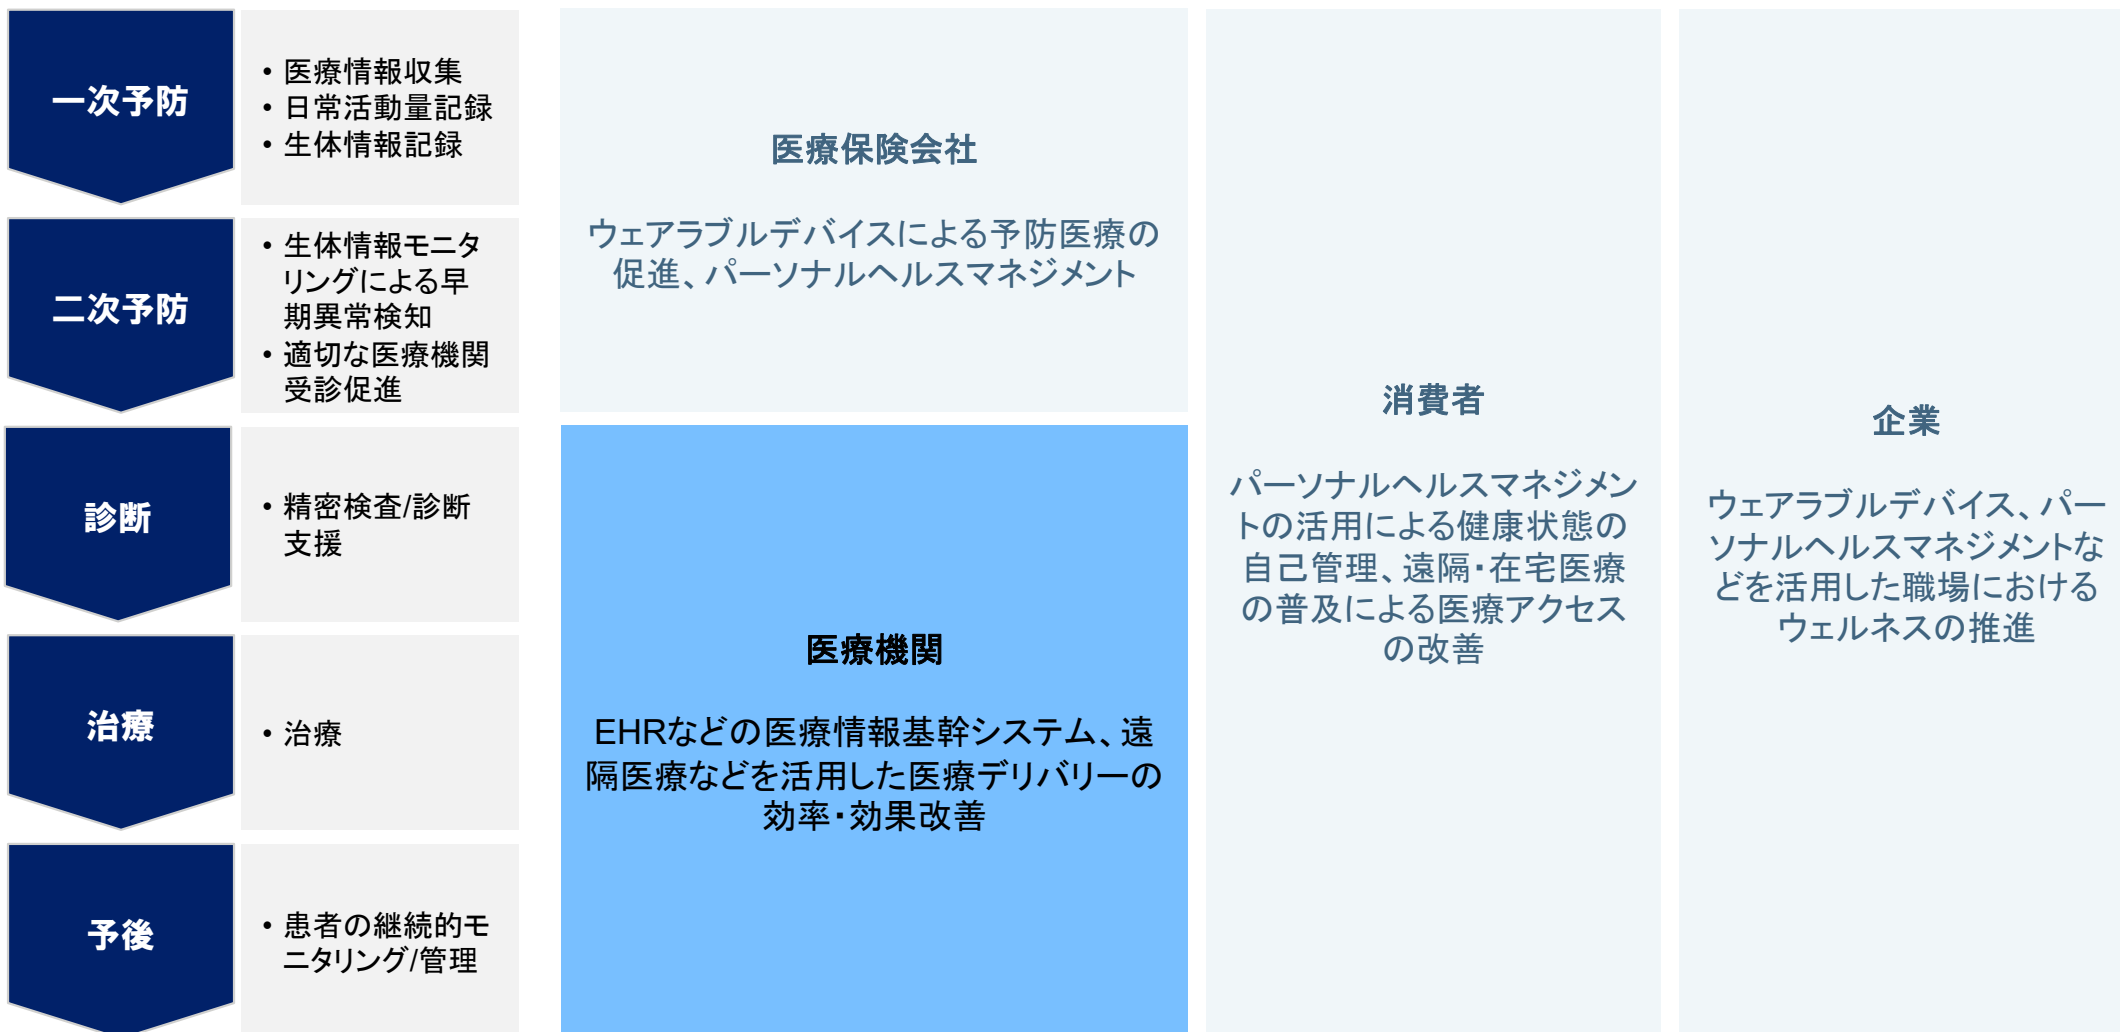 一次予防
• 医療情報収集
• 日常活動量記録
• 生体情報記録
二次予防
• 生体情報モニタ
リングによる早
期異常検知
• 適切な医療機関
受診促進
診断
• 精密検査/診断
支援
治療
• 治療
予後
• 患者の継続的モ
ニタリング/管理
医療保険会社
ウェアラブルデバイスによる予防医療の
促進、パーソナルヘルスマネジメント
医療機関
EHRなどの医療情報基幹システム、遠
隔医療などを活用した医療デリバリーの
効率・効果改善
消費者
パーソナルヘルスマネジメン
トの活用による健康状態の
自己管理、遠隔・在宅医療
の普及による医療アクセス
の改善
企業
ウェアラブルデバイス、パー
ソナルヘルスマネジメントな
どを活用した職場における
ウェルネスの推進